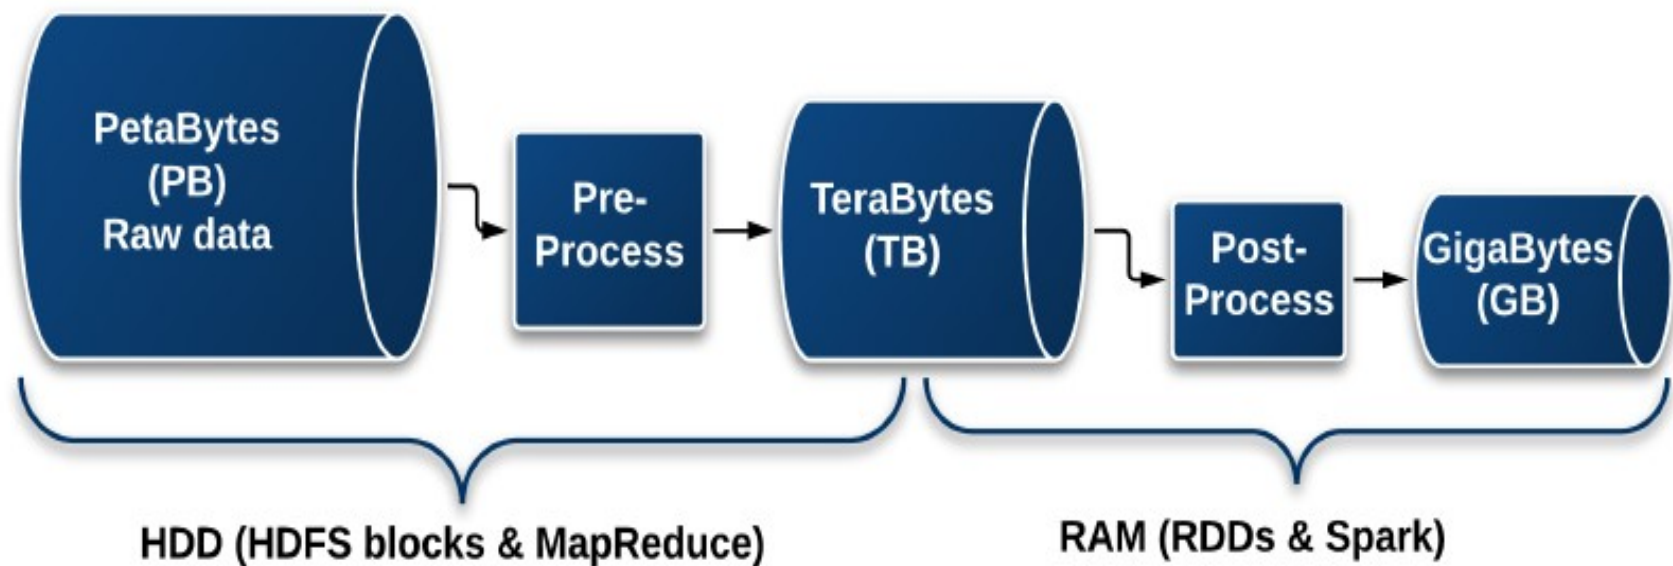 PetaBytes
(PB)
Raw data
Pre-
Process
TeraBytes
(TB)
Post-
Process
GigaBytes
(GB)
HDD (HDFS blocks & MapReduce)
RAM (RDDs & Spark)